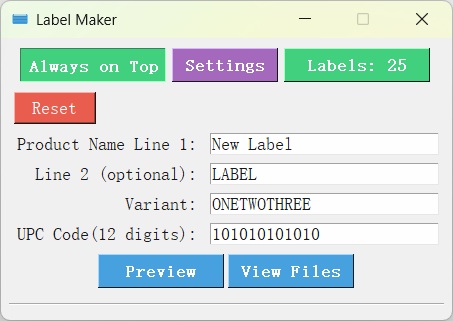 Label Maker
Always on Top Settings Labels: 25
Reset
Product Name Line 1: New Label
Line 2 (optional): LABEL
Variant: ONETWOTHREE
UPC Code(12 digits): 101010101010
Preview View Files